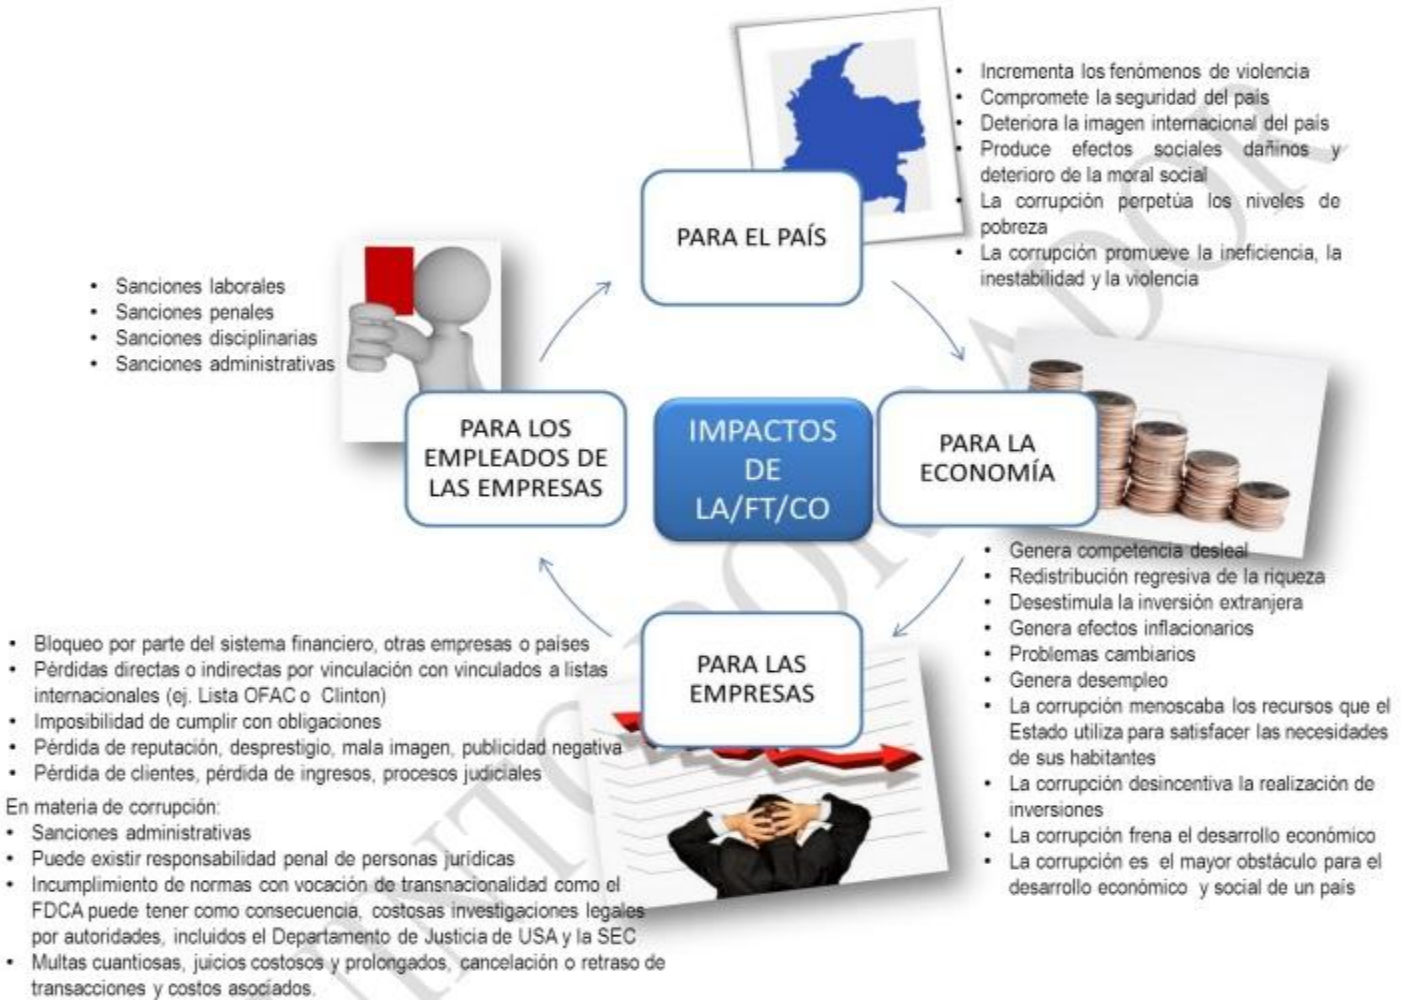 • Incrementa los fenómenos de violencia
• Compromete la seguridad del país
• Deteriora la imagen internacional del país
• Produce efectos sociales dañinos y
deterioro de la moral social
• La corrupción perpetúa los niveles de
pobreza
• La corrupción promueve la ineficiencia, la
inestabilidad y la violencia
PARA EL PAÍS
• Sanciones laborales
• Sanciones penales
• Sanciones disciplinarias
• Sanciones administrativas
PARA LOS
EMPLEADOS DE
LAS EMPRESAS
IMPACTOS
DE
LA/FT/CO
PARA LA
ECONOMÍA
• Genera competencia desleal
• Redistribución regresiva de la riqueza
• Desestimula la inversión extranjera
• Genera efectos inflacionarios
• Problemas cambiarios
• Genera desempleo
• La corrupción menoscaba los recursos que el
Estado utiliza para satisfacer las necesidades
de sus habitantes
• La corrupción desincentiva la realización de
inversiones
• La corrupción frena el desarrollo económico
• La corrupción es el mayor obstáculo para el
desarrollo económico y social de un país
PARA LAS
EMPRESAS
• Bloqueo por parte del sistema financiero, otras empresas o países
• Pérdidas directas o indirectas por vinculación con vinculados a listas
internacionales (ej. Lista OFAC o Clinton)
• Imposibilidad de cumplir con obligaciones
• Pérdida de reputación, desprestigio, mala imagen, publicidad negativa
• Pérdida de clientes, pérdida de ingresos, procesos judiciales
En materia de corrupción:
• Sanciones administrativas
• Puede existir responsabilidad penal de personas jurídicas
• Incumplimiento de normas con vocación de transnacionalidad como el
FDCA puede tener como consecuencia, costosas investigaciones legales
por autoridades, incluidos el Departamento de Justicia de USA y la SEC
• Multas cuantiosas, juicios costosos y prolongados, cancelación o retraso de
transacciones y costos asociados.